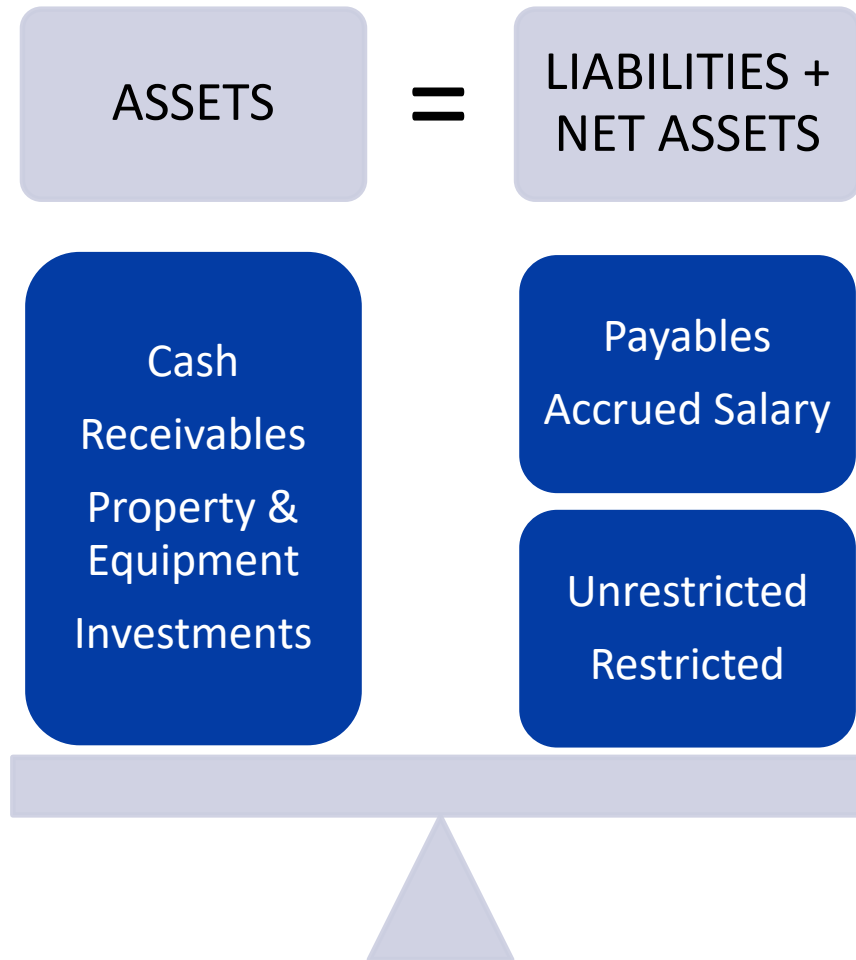 ASSETS
=
LIABILITIES +
NET ASSETS
Cash
Receivables
Property &
Equipment
Investments
Payables
Accrued Salary
Unrestricted
Restricted